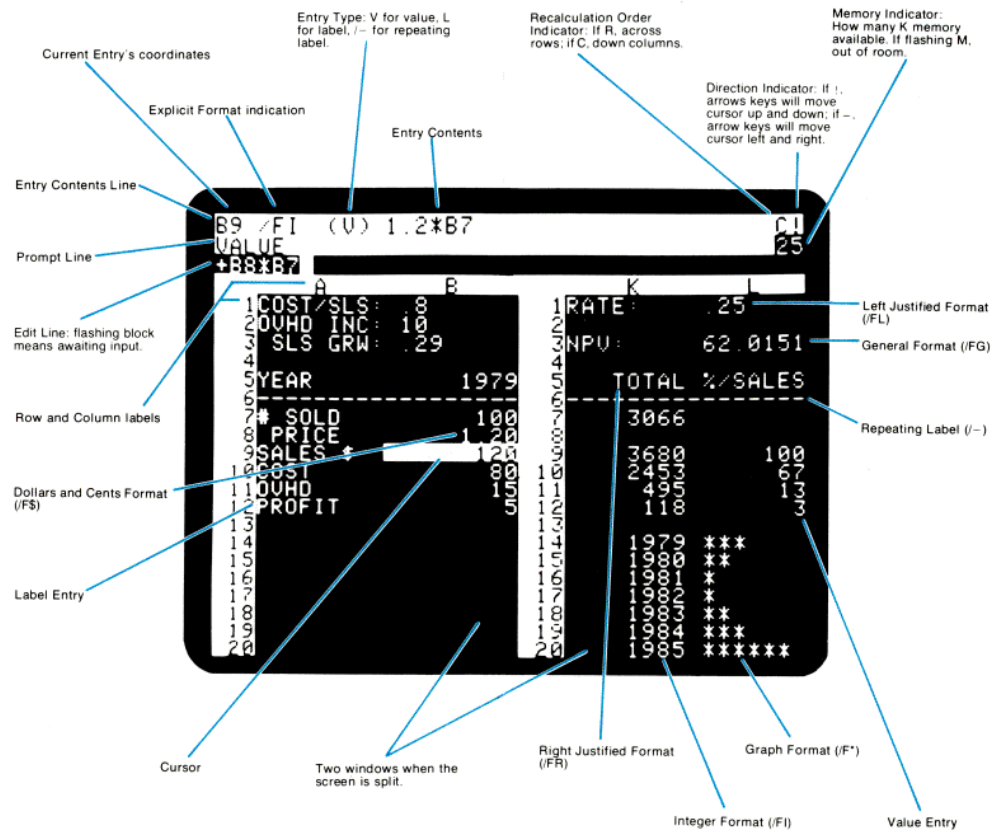 Entry Type: V for value, L
for label, /– for repeating
label.
Recalculation Order
Indicator: If R, across
rows; if C, down columns.
Memory Indicator:
How many K memory
available. If flashing M,
out of room.
Current Entry's coordinates
Explicit Format indication
Entry Contents
Direction Indicator: If !,
arrows keys will move
cursor up and down; if –,
arrow keys will move
cursor left and right.
Entry Contents Line
Prompt Line
Edit Line: flashing block
means awaiting input.
Row and Column labels
Dollars and Cents Format
(/F$)
Label Entry
B9 /FI (V) 1.2*B7 C!
VALUE 25
+B8*B7
A B K L
1 COST/SLS: .8 1 RATE: .25
2 OVHD INC: 10 2
3 SLS GRW: .29 3 NPV: 62.0151
4 4
5 YEAR 1979 5 TOTAL %/SALES
6 -------------------- 6 ------------------
7 # SOLD 100 7 3066
8 PRICE 1.20 8
9 SALES $ 120 9 3680 100
10 COST 80 10 2453 67
11 OVHD 15 11 495 13
12 PROFIT 5 12 118 3
13 13
14 14 1979 ***
15 15 1980 **
16 16 1981 *
17 17 1982 *
18 18 1983 **
19 19 1984 ***
20 20 1985 ******
Left Justified Format
(/FL)
General Format (/FG)
Repeating Label (/–)
Cursor
Two windows when the
screen is split.
Right Justified Format
(/FR)
Graph Format (/F*)
Integer Format (/FI)
Value Entry